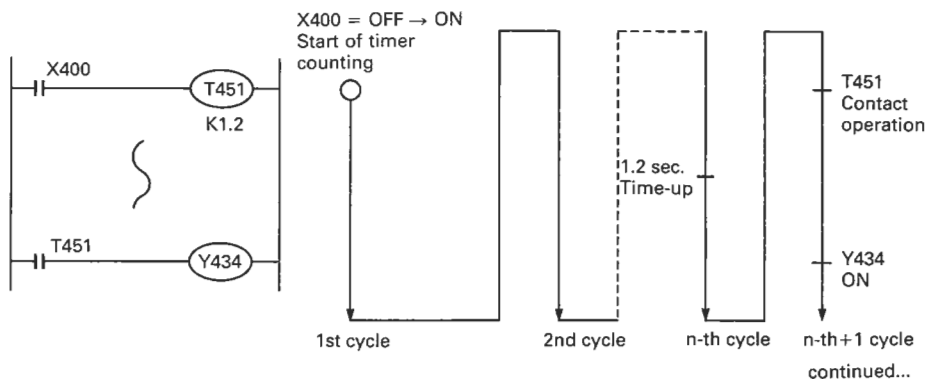 X400
T451
K1.2
T451
Y434
X400 = OFF → ON
Start of timer
counting
1.2 sec.
Time-up
T451
Contact
operation
Y434
ON
1st cycle
2nd cycle
n-th cycle
n-th+1 cycle
continued...